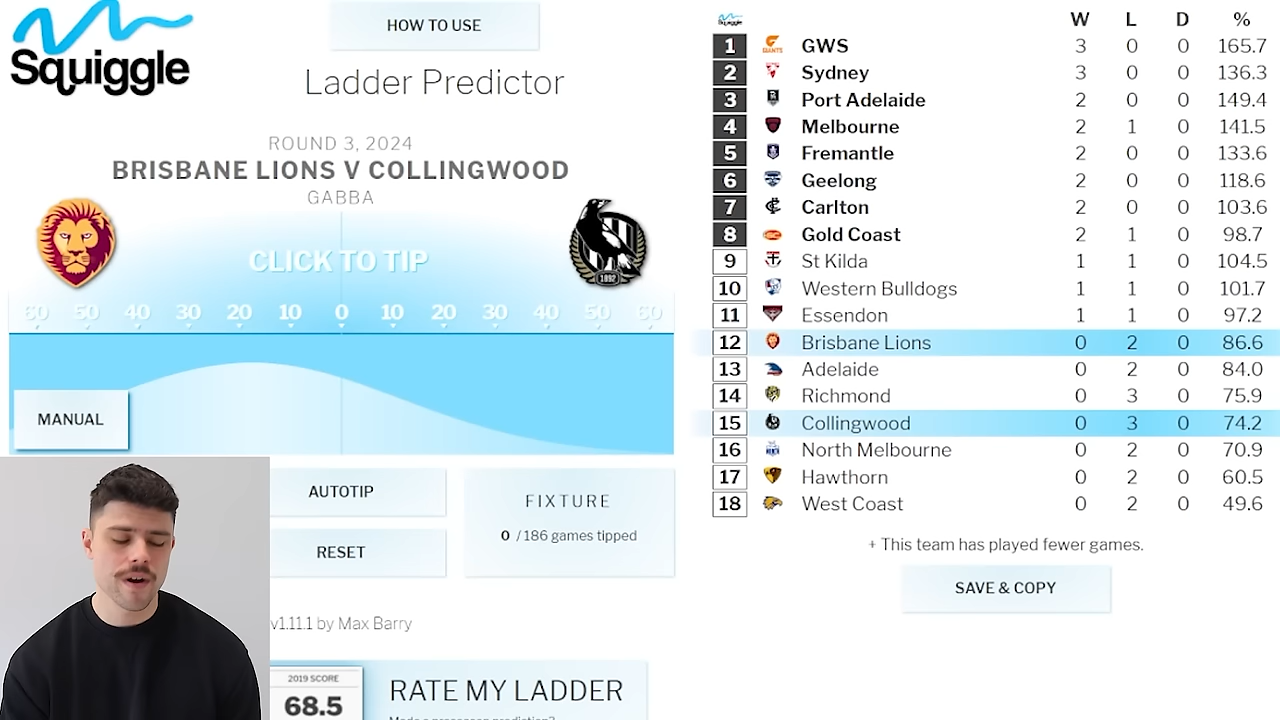 Squiggle
HOW TO USE
Ladder Predictor
ROUND 3, 2024
BRISBANE LIONS V COLLINGWOOD
GABBA
CLICK TO TIP
60 50 40 30 20 10 0 10 20 30 40 50 60
MANUAL
AUTOTIP
RESET
FIXTURE
0 / 186 games tipped
v1.11.1 by Max Barry
2019 SCORE
68.5
RATE MY LADDER
Squiggle W L D %
1 GWS 3 0 0 165.7
2 Sydney 3 0 0 136.3
3 Port Adelaide 2 0 0 149.4
4 Melbourne 2 1 0 141.5
5 Fremantle 2 0 0 133.6
6 Geelong 2 0 0 118.6
7 Carlton 2 0 0 103.6
8 Gold Coast 2 1 0 98.7
9 St Kilda 1 1 0 104.5
10 Western Bulldogs 1 1 0 101.7
11 Essendon 1 1 0 97.2
12 Brisbane Lions 0 2 0 86.6
13 Adelaide 0 2 0 84.0
14 Richmond 0 3 0 75.9
15 Collingwood 0 3 0 74.2
16 North Melbourne 0 2 0 70.9
17 Hawthorn 0 2 0 60.5
18 West Coast 0 2 0 49.6
+ This team has played fewer games.
SAVE & COPY